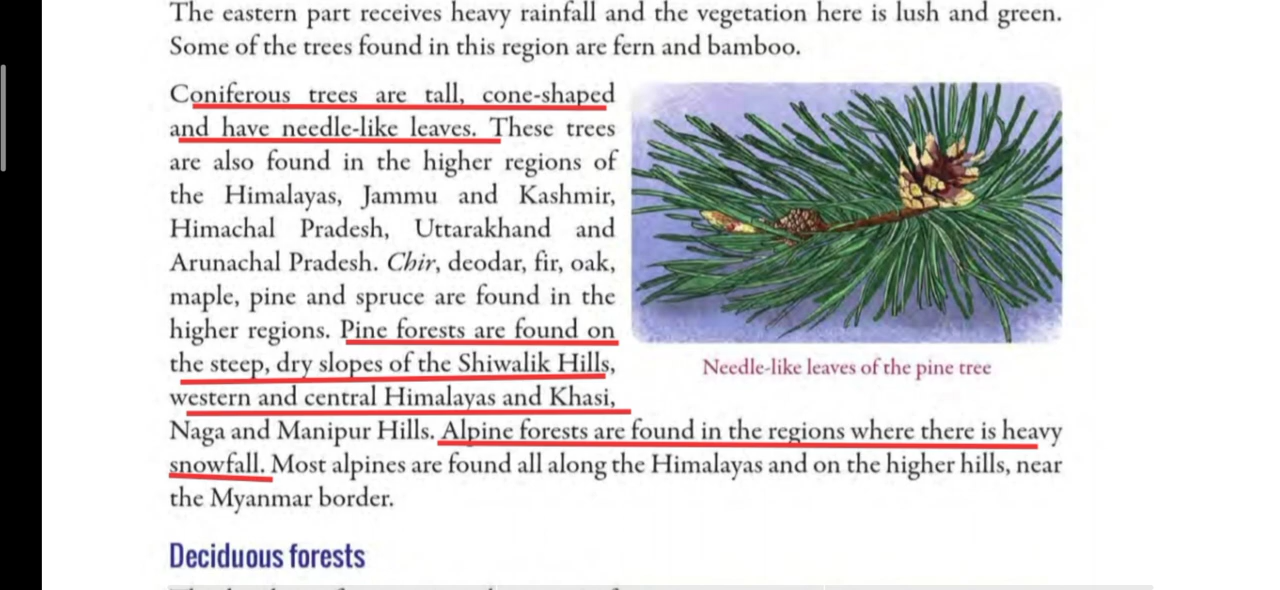 The eastern part receives heavy rainfall and the vegetation here is lush and green.
Some of the trees found in this region are fern and bamboo.
Coniferous trees are tall, cone-shaped
and have needle-like leaves. These trees
are also found in the higher regions of
the Himalayas, Jammu and Kashmir,
Himachal Pradesh, Uttarakhand and
Arunachal Pradesh. Chir, deodar, fir, oak,
maple, pine and spruce are found in the
higher regions. Pine forests are found on
the steep, dry slopes of the Shiwalik Hills,
western and central Himalayas and Khasi,
Naga and Manipur Hills. Alpine forests are found in the regions where there is heavy
snowfall. Most alpines are found all along the Himalayas and on the higher hills, near
the Myanmar border.
Needle-like leaves of the pine tree
Deciduous forests